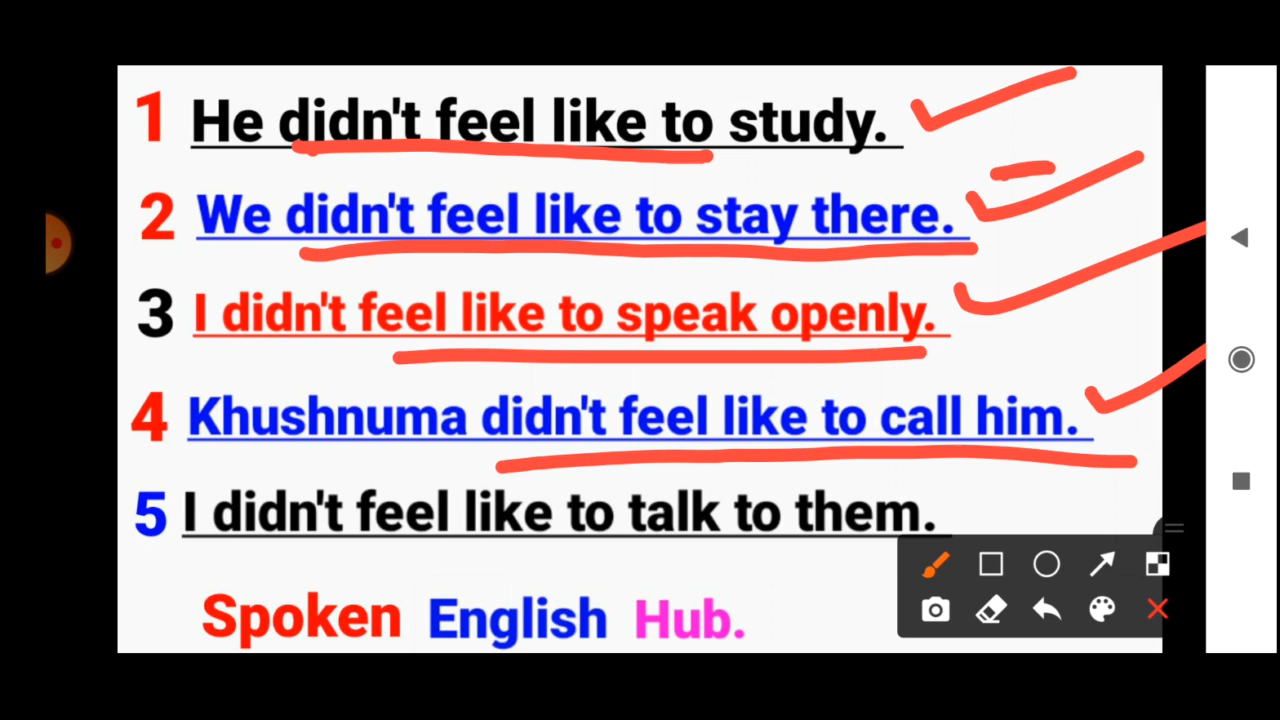 1 He didn't feel like to study.
2 We didn't feel like to stay there.
3 I didn't feel like to speak openly.
4 Khushnuma didn't feel like to call him.
5 I didn't feel like to talk to them.
Spoken English Hub.